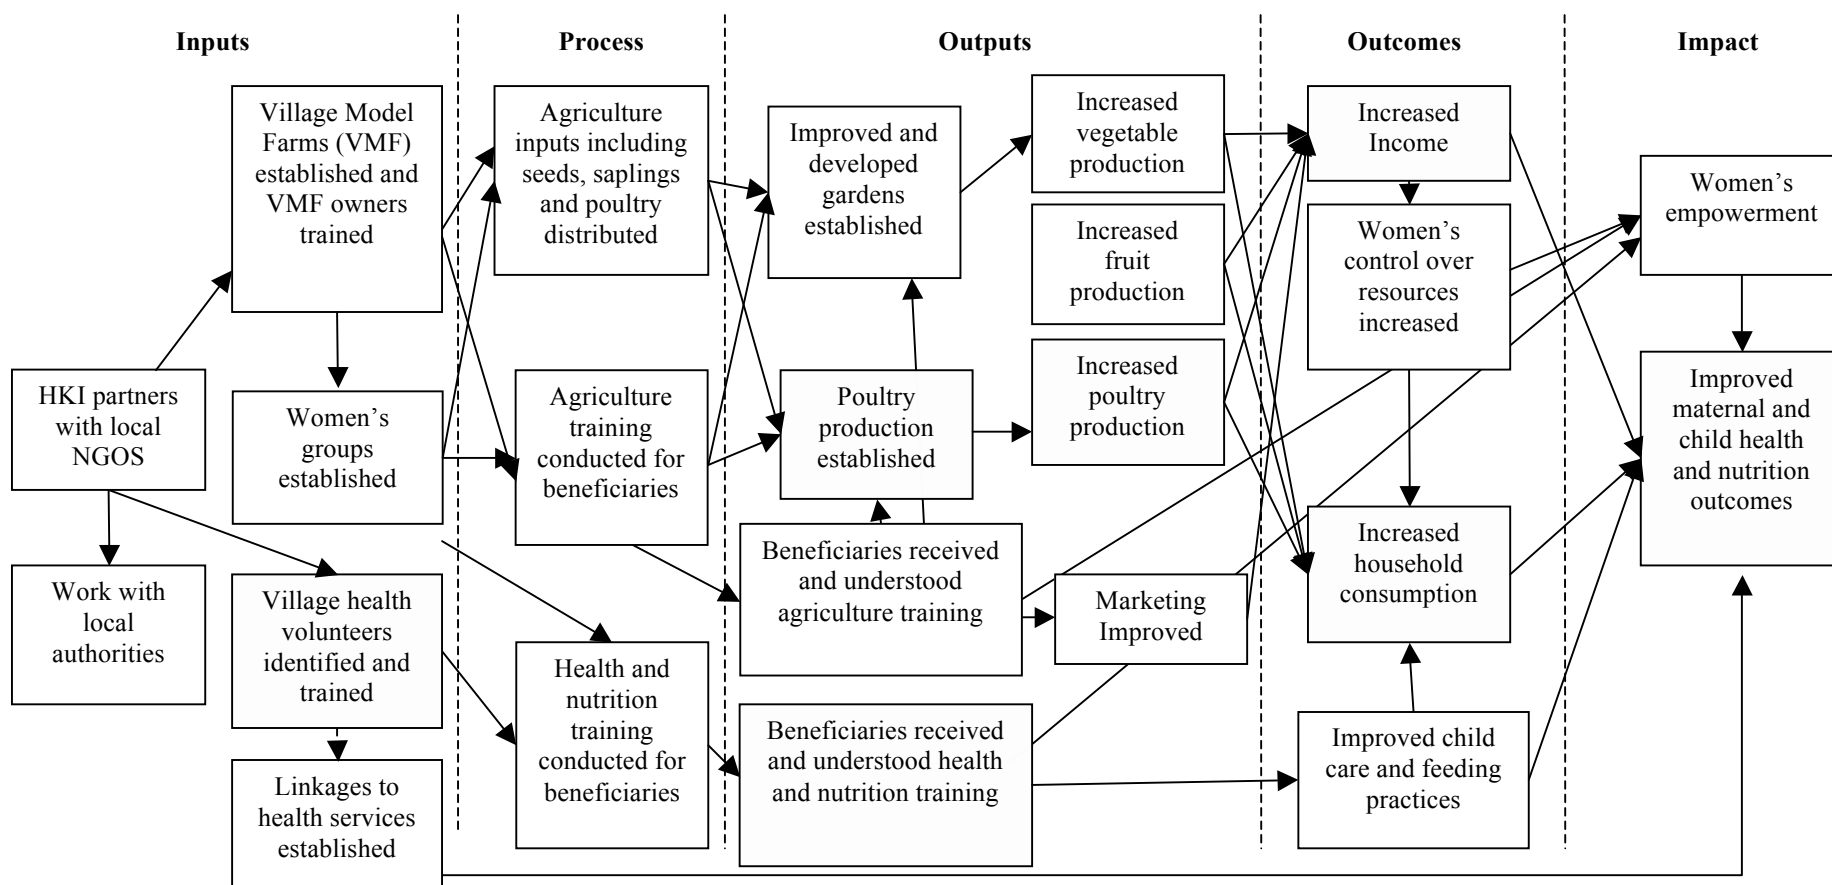 Inputs
Process
Outputs
Outcomes
Impact
Village Model
Farms (VMF)
established and
VMF owners
trained
HKI partners
with local
NGOS
Women’s
groups
established
Work with
local
authorities
Village health
volunteers
identified and
trained
Linkages to
health services
established
Agriculture
inputs including
seeds, saplings
and poultry
distributed
Agriculture
training
conducted for
beneficiaries
Health and
nutrition
training
conducted for
beneficiaries
Improved and
developed
gardens
established
Poultry
production
established
Beneficiaries received
and understood
agriculture training
Beneficiaries received
and understood health
and nutrition training
Increased
vegetable
production
Increased
fruit
production
Increased
poultry
production
Marketing
Improved
Increased
Income
Women’s
control over
resources
increased
Increased
household
consumption
Improved child
care and feeding
practices
Women’s
empowerment
Improved
maternal and
child health
and nutrition
outcomes